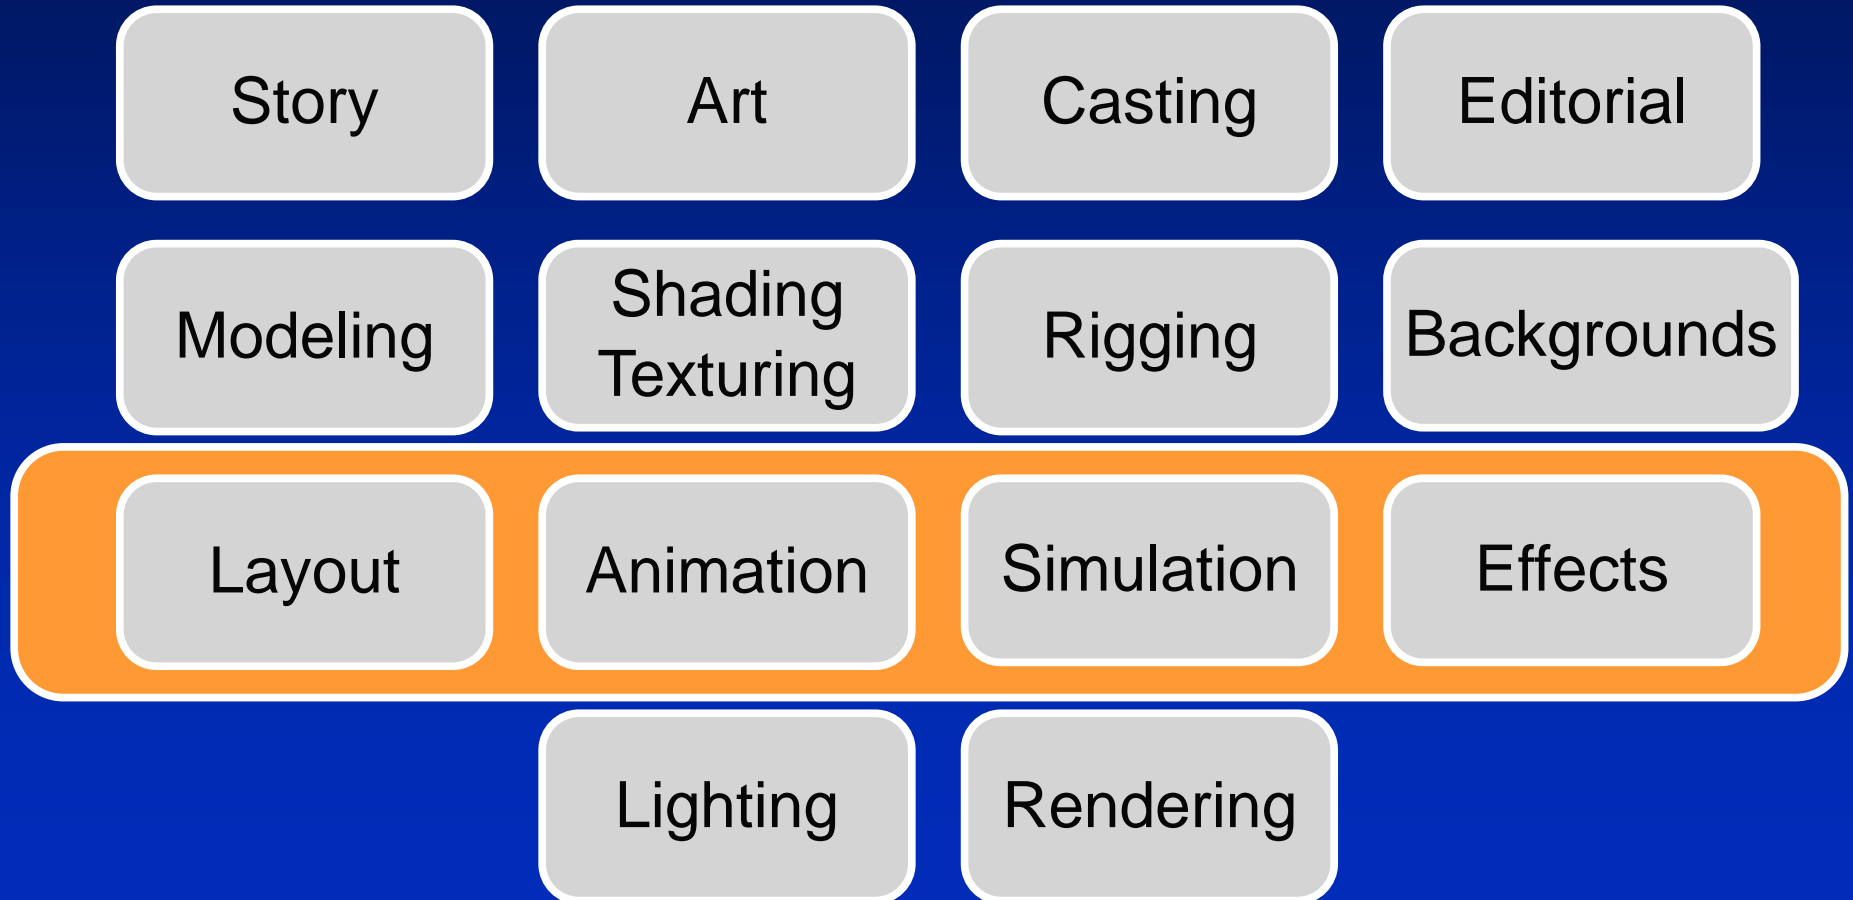 Story
Art
Casting
Editorial
Modeling
Shading
Texturing
Rigging
Backgrounds
Layout
Animation
Simulation
Effects
Lighting
Rendering